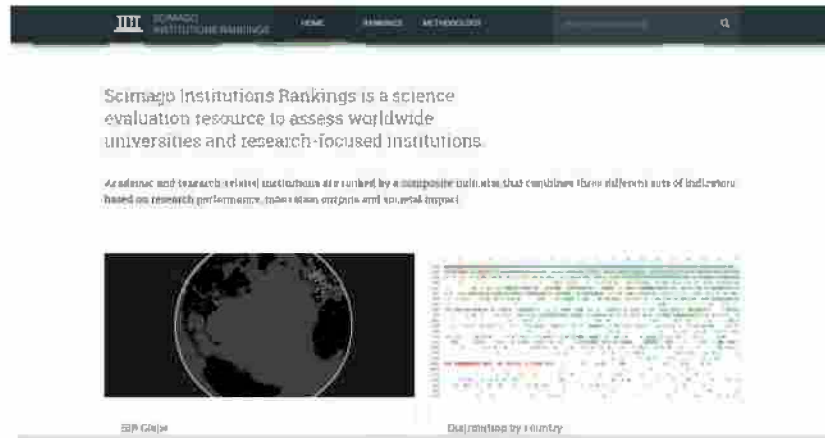 SCIMAGO
INSTITUTIONS RANKINGS
HOME
RANKINGS
METHODOLOGY
Scimago Institutions Rankings is a science
evaluation resource to assess worldwide
universities and research-focused institutions.
Academic and research-related institutions are ranked by a composite indicator that combines three different sets of indicators
based on research performance, innovation outputs and societal impact
SIR Globe
Distribution by country